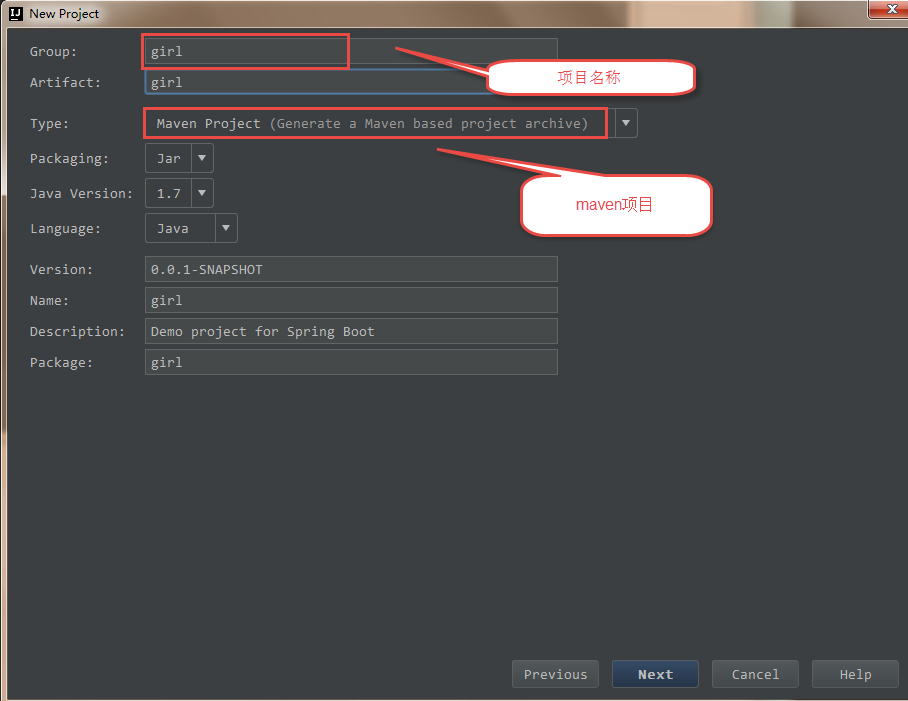 New Project
Group: girl
项目名称
Artifact: girl
Type: Maven Project (Generate a Maven based project archive)
Packaging: Jar
Java Version: 1.7
maven项目
Language: Java
Version: 0.0.1-SNAPSHOT
Name: girl
Description: Demo project for Spring Boot
Package: girl
Previous Next Cancel Help